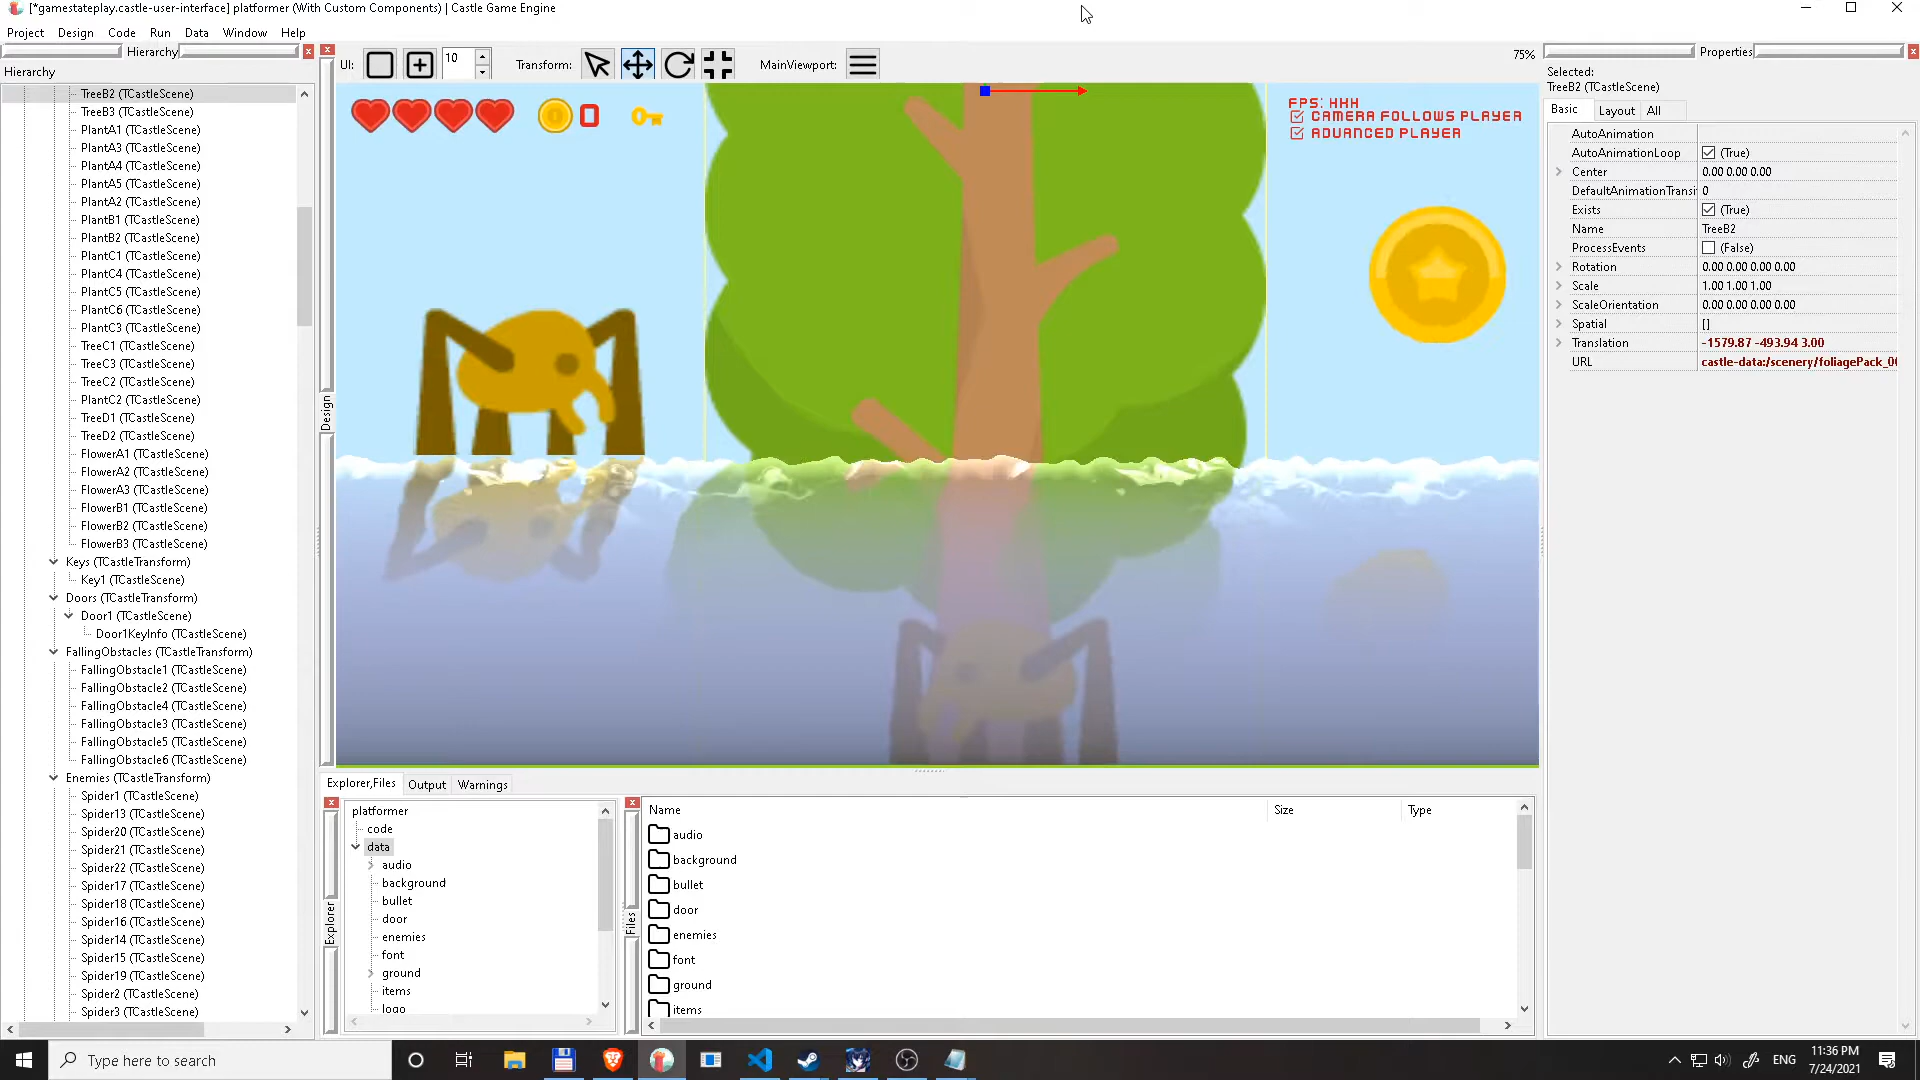 [*gamestateplay.castle-user-interface] platformer (With Custom Components) | Castle Game Engine
Project Design Code Run Data Window Help
Hierarchy
Hierarchy
TreeB2 (TCastleScene)
TreeB3 (TCastleScene)
PlantA1 (TCastleScene)
PlantA3 (TCastleScene)
PlantA4 (TCastleScene)
PlantA5 (TCastleScene)
PlantA2 (TCastleScene)
PlantB1 (TCastleScene)
PlantB2 (TCastleScene)
PlantC1 (TCastleScene)
PlantC4 (TCastleScene)
PlantC5 (TCastleScene)
PlantC6 (TCastleScene)
PlantC3 (TCastleScene)
TreeC1 (TCastleScene)
TreeC3 (TCastleScene)
TreeC2 (TCastleScene)
PlantC2 (TCastleScene)
TreeD1 (TCastleScene)
TreeD2 (TCastleScene)
FlowerA1 (TCastleScene)
FlowerA2 (TCastleScene)
FlowerA3 (TCastleScene)
FlowerB1 (TCastleScene)
FlowerB2 (TCastleScene)
FlowerB3 (TCastleScene)
Keys (TCastleTransform)
Key1 (TCastleScene)
Doors (TCastleTransform)
Door1 (TCastleScene)
Door1KeyInfo (TCastleScene)
FallingObstacles (TCastleTransform)
FallingObstacle1 (TCastleScene)
FallingObstacle2 (TCastleScene)
FallingObstacle4 (TCastleScene)
FallingObstacle3 (TCastleScene)
FallingObstacle5 (TCastleScene)
FallingObstacle6 (TCastleScene)
Enemies (TCastleTransform)
Spider1 (TCastleScene)
Spider13 (TCastleScene)
Spider20 (TCastleScene)
Spider21 (TCastleScene)
Spider22 (TCastleScene)
Spider17 (TCastleScene)
Spider18 (TCastleScene)
Spider16 (TCastleScene)
Spider14 (TCastleScene)
Spider15 (TCastleScene)
Spider19 (TCastleScene)
Spider2 (TCastleScene)
Spider3 (TCastleScene)
UI: 10 Transform: MainViewport: 75%
Design
0
FPS: HHH
CAMERA FOLLOWS PLAYER
ADVANCED PLAYER
Explorer,Files Output Warnings
Explorer
platformer
code
data
audio
background
bullet
door
enemies
font
ground
items
logo
Files
Name Size Type
audio
background
bullet
door
enemies
font
ground
items
Properties
Selected:
TreeB2 (TCastleScene)
Basic Layout All
AutoAnimation
AutoAnimationLoop (True)
Center 0.00 0.00 0.00
DefaultAnimationTransi 0
Exists (True)
Name TreeB2
ProcessEvents (False)
Rotation 0.00 0.00 0.00 0.00
Scale 1.00 1.00 1.00
ScaleOrientation 0.00 0.00 0.00 0.00
Spatial []
Translation -1579.87 -493.94 3.00
URL castle-data:/scenery/foliagePack_00
Type here to search
ENG
11:36 PM
7/24/2021